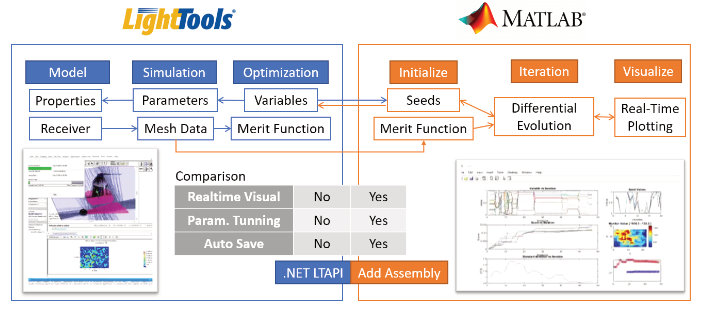 LightTools®
MATLAB®
Model
Simulation
Optimization
Initialize
Iteration
Visualize
Properties
Parameters
Variables
Seeds
Differential
Evolution
Real-Time
Plotting
Receiver
Mesh Data
Merit Function
Merit Function
Comparison
Realtime Visual
No
Yes
Param. Tunning
No
Yes
Auto Save
No
Yes
.NET LTAPI
Add Assembly